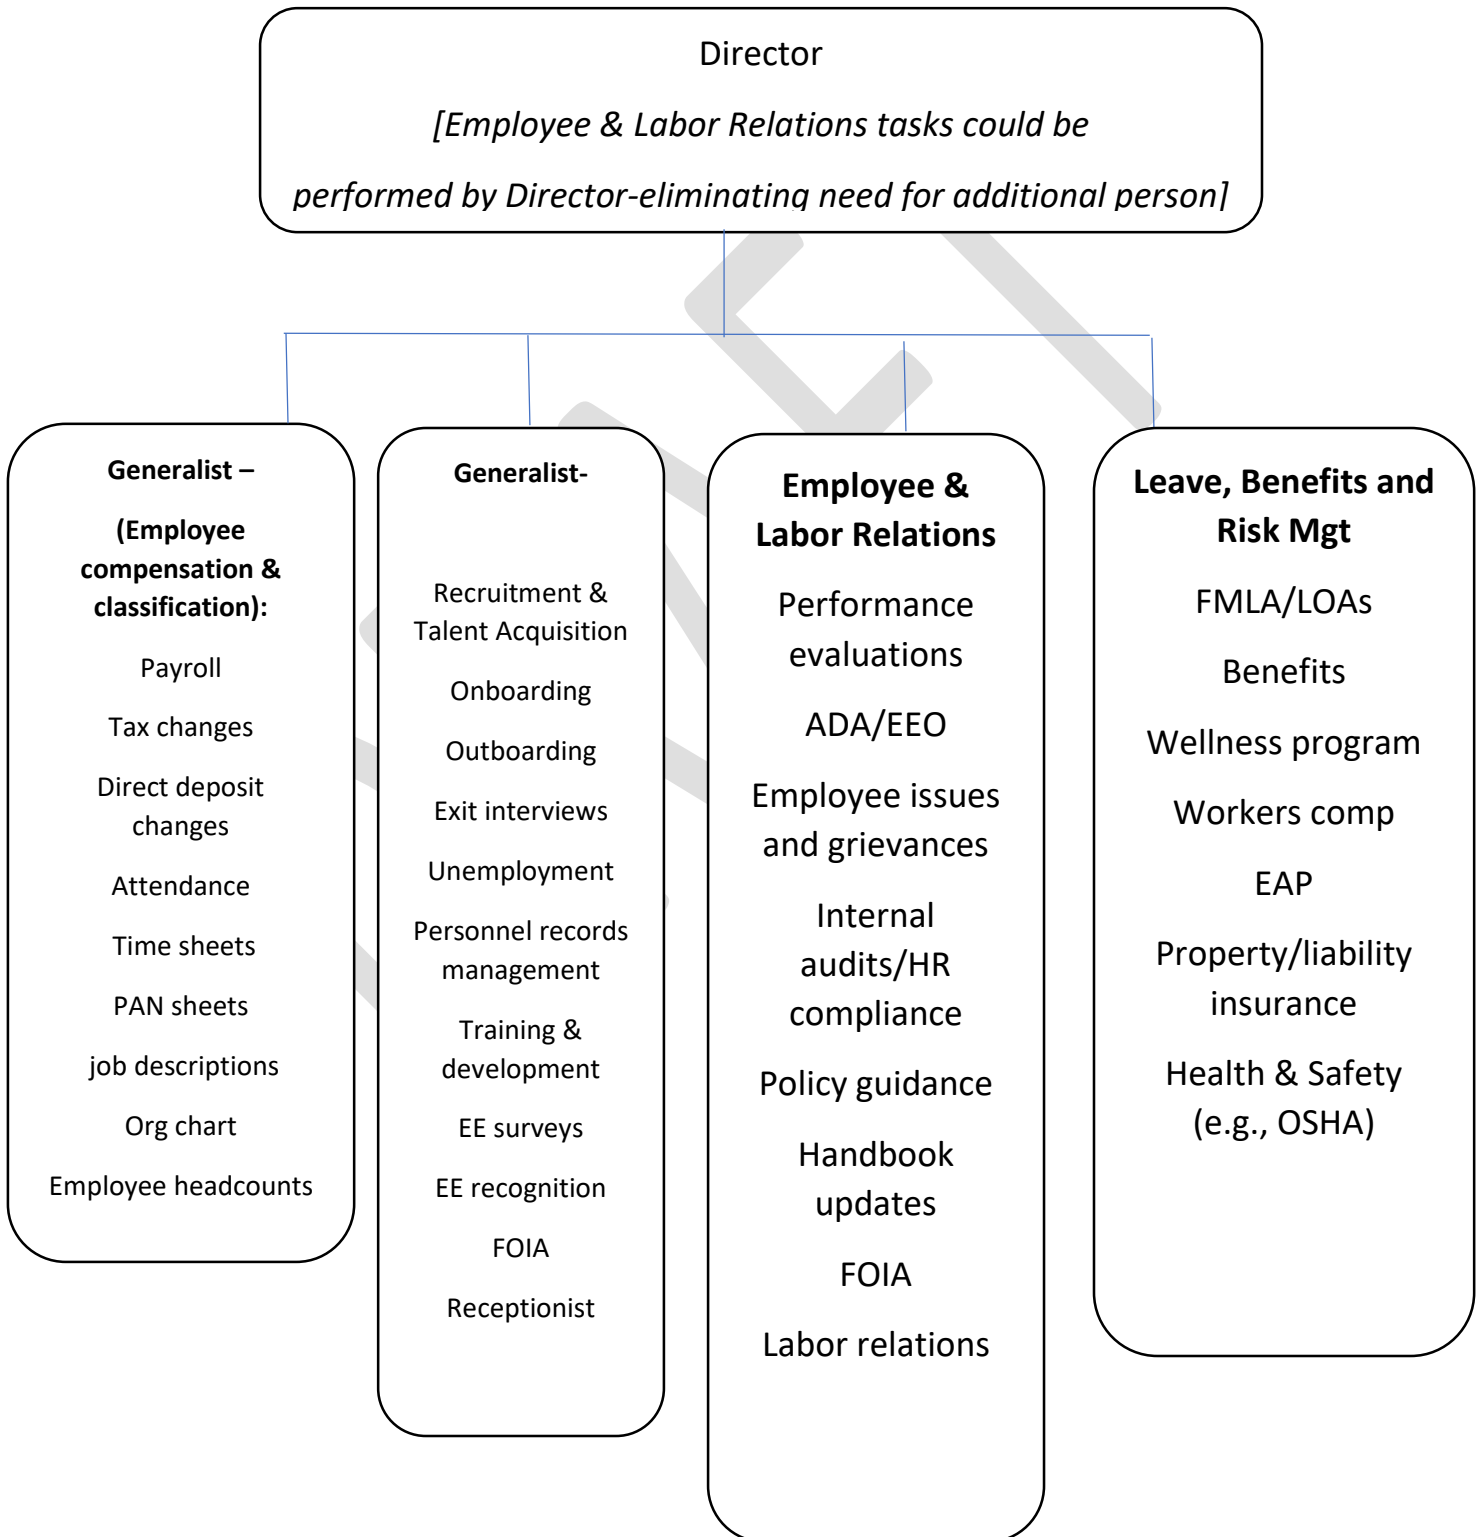 Director
[Employee & Labor Relations tasks could be
performed by Director-eliminating need for additional person]
Generalist –
(Employee
compensation &
classification):
Payroll
Tax changes
Direct deposit
changes
Attendance
Time sheets
PAN sheets
job descriptions
Org chart
Employee headcounts
Generalist-
Recruitment &
Talent Acquisition
Onboarding
Outboarding
Exit interviews
Unemployment
Personnel records
management
Training &
development
EE surveys
EE recognition
FOIA
Receptionist
Employee &
Labor Relations
Performance
evaluations
ADA/EEO
Employee issues
and grievances
Internal
audits/HR
compliance
Policy guidance
Handbook
updates
FOIA
Labor relations
Leave, Benefits and
Risk Mgt
FMLA/LOAs
Benefits
Wellness program
Workers comp
EAP
Property/liability
insurance
Health & Safety
(e.g., OSHA)